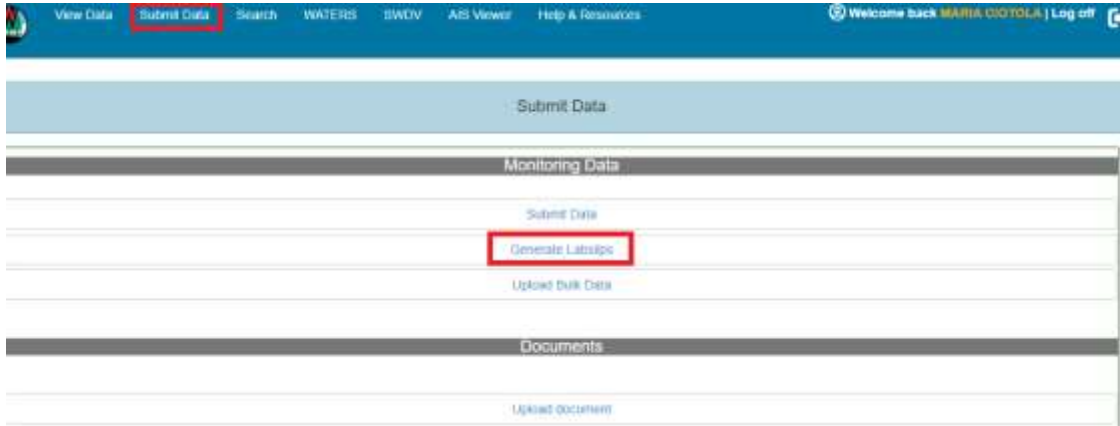 View Data Submit Data Search WATERS SWDV AIS Viewer Help & Resources Welcome back MARIA CIOTOLA | Log off
Submit Data
Monitoring Data
Submit Data
Generate Labslips
Upload Bulk Data
Documents
Upload document